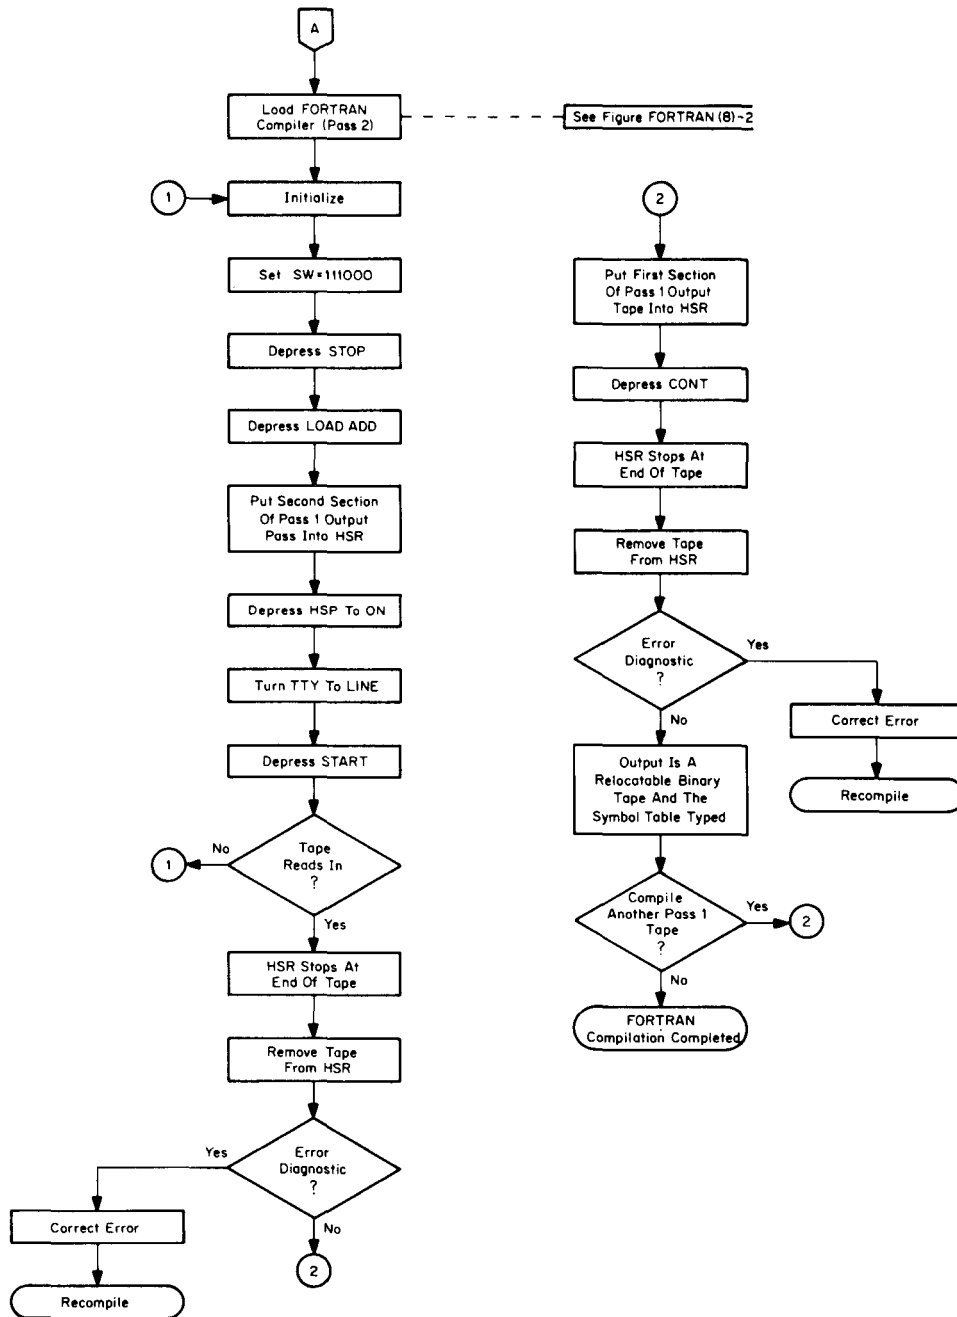 A
Load FORTRAN
Compiler (Pass 2)
See Figure FORTRAN (8)-2
1
Initialize
Set SW=111000
Depress STOP
Depress LOAD ADD
Put Second Section
Of Pass 1 Output
Pass Into HSR
Depress HSP To ON
Turn TTY To LINE
Depress START
Tape
Reads In
?
No
1
Yes
HSR Stops At
End Of Tape
Remove Tape
From HSR
Error
Diagnostic
?
Yes
Correct Error
Recompile
No
2
2
Put First Section
Of Pass 1 Output
Tape Into HSR
Depress CONT
HSR Stops At
End Of Tape
Remove Tape
From HSR
Error
Diagnostic
?
Yes
Correct Error
Recompile
No
Output Is A
Relocatable Binary
Tape And The
Symbol Table Typed
Compile
Another Pass 1
Tape
?
Yes
2
No
FORTRAN
Compilation Completed